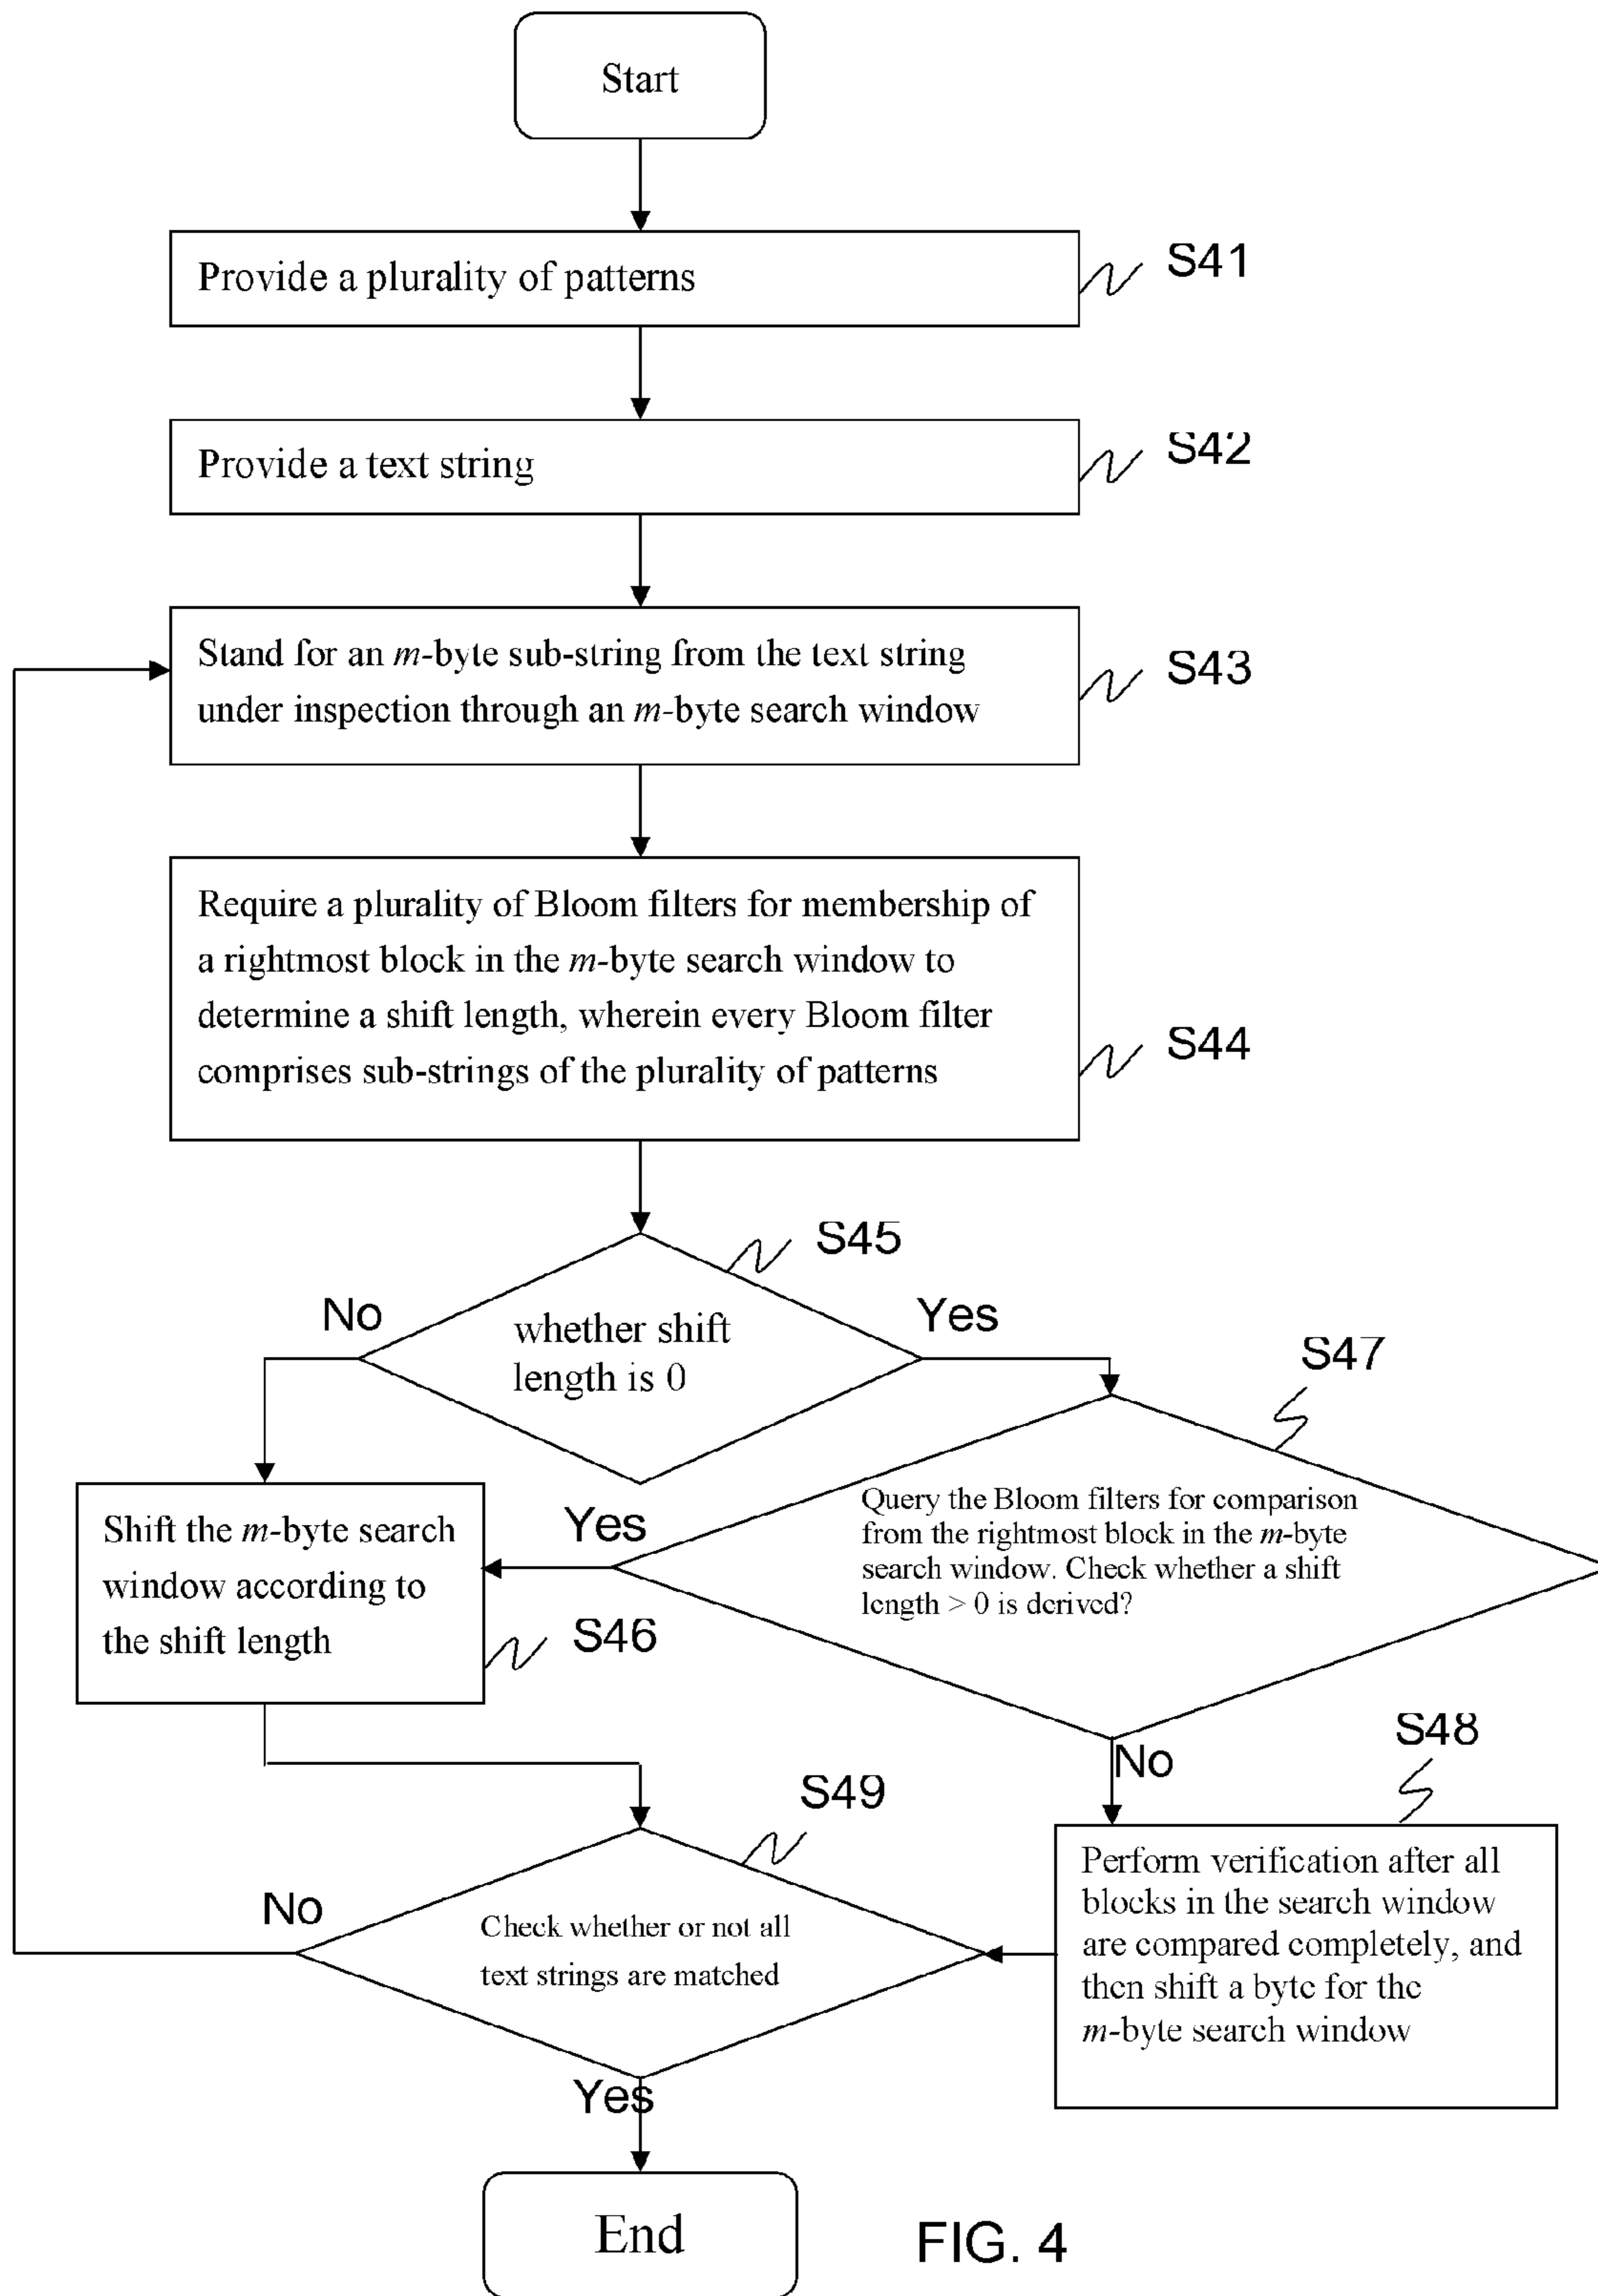 Start
Provide a plurality of patterns
S41
Provide a text string
S42
Stand for an m-byte sub-string from the text string
under inspection through an m-byte search window
S43
Require a plurality of Bloom filters for membership of
a rightmost block in the m-byte search window to
determine a shift length, wherein every Bloom filter
comprises sub-strings of the plurality of patterns
S44
S45
No
Yes
whether shift
length is 0
S47
Query the Bloom filters for comparison
from the rightmost block in the m-byte
search window. Check whether a shift
length > 0 is derived?
Yes
Shift the m-byte search
window according to
the shift length
S46
No
S48
S49
Perform verification after all
blocks in the search window
are compared completely, and
then shift a byte for the
m-byte search window
No
Check whether or not all
text strings are matched
Yes
End
FIG. 4